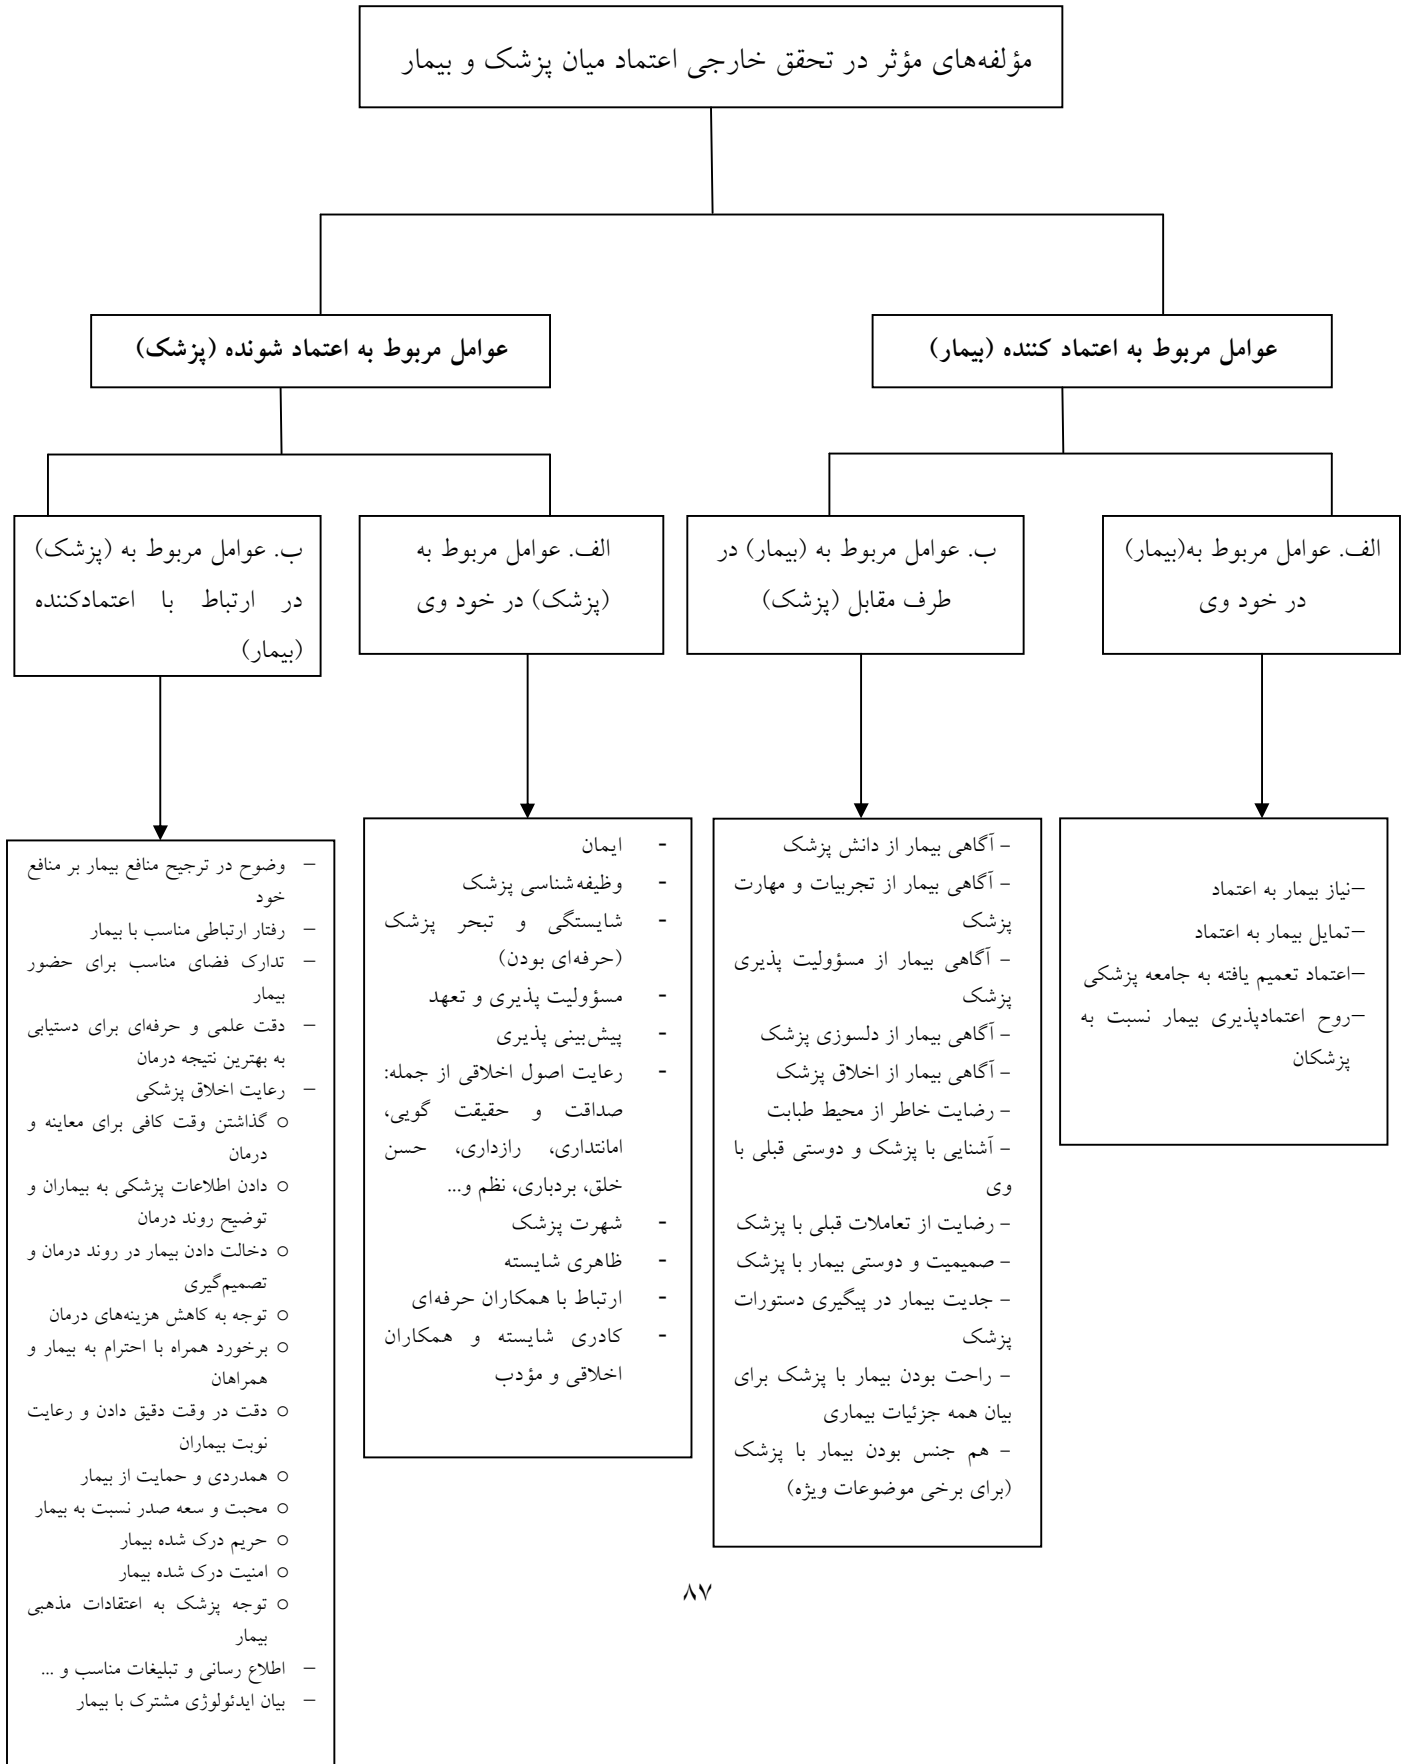 مؤلفه‌های مؤثر در تحقق خارجی اعتماد میان پزشک و بیمار
عوامل مربوط به اعتماد کننده (بیمار)
عوامل مربوط به اعتماد شونده (پزشک)
الف. عوامل مربوط به(بیمار)
در خود وی
ب. عوامل مربوط به (بیمار) در
طرف مقابل (پزشک)
الف. عوامل مربوط به
(پزشک) در خود وی
ب. عوامل مربوط به (پزشک)
در ارتباط با اعتمادکننده
(بیمار)
–نیاز بیمار به اعتماد
–تمایل بیمار به اعتماد
–اعتماد تعمیم یافته به جامعه پزشکی
–روح اعتمادپذیری بیمار نسبت به
پزشکان
- آگاهی بیمار از دانش پزشک
- آگاهی بیمار از تجربیات و مهارت
پزشک
- آگاهی بیمار از مسؤولیت پذیری
پزشک
- آگاهی بیمار از دلسوزی پزشک
- آگاهی بیمار از اخلاق پزشک
- رضایت خاطر از محیط طبابت
- آشنایی با پزشک و دوستی قبلی با
وی
- رضایت از تعاملات قبلی با پزشک
- صمیمیت و دوستی بیمار با پزشک
- جدیت بیمار در پیگیری دستورات
پزشک
- راحت بودن بیمار با پزشک برای
بیان همه جزئیات بیماری
- هم جنس بودن بیمار با پزشک
(برای برخی موضوعات ویژه)
- ایمان
- وظیفه‌شناسی پزشک
- شایستگی و تبحر پزشک
(حرفه‌ای بودن)
- مسؤولیت پذیری و تعهد
- پیش‌بینی پذیری
- رعایت اصول اخلاقی از جمله:
صداقت و حقیقت گویی،
امانتداری، رازداری، حسن
خلق، بردباری، نظم و...
- شهرت پزشک
- ظاهری شایسته
- ارتباط با همکاران حرفه‌ای
- کادری شایسته و همکاران
اخلاقی و مؤدب
– وضوح در ترجیح منافع بیمار بر منافع
خود
– رفتار ارتباطی مناسب با بیمار
– تدارک فضای مناسب برای حضور
بیمار
– دقت علمی و حرفه‌ای برای دستیابی
به بهترین نتیجه درمان
– رعایت اخلاق پزشکی
o گذاشتن وقت کافی برای معاینه و
درمان
o دادن اطلاعات پزشکی به بیماران و
توضیح روند درمان
o دخالت دادن بیمار در روند درمان و
تصمیم‌گیری
o توجه به کاهش هزینه‌های درمان
o برخورد همراه با احترام به بیمار و
همراهان
o دقت در وقت دقیق دادن و رعایت
نوبت بیماران
o همدردی و حمایت از بیمار
o محبت و سعه صدر نسبت به بیمار
o حریم درک شده بیمار
o امنیت درک شده بیمار
o توجه پزشک به اعتقادات مذهبی
بیمار
– اطلاع رسانی و تبلیغات مناسب و ...
– بیان ایدئولوژی مشترک با بیمار
۸۷